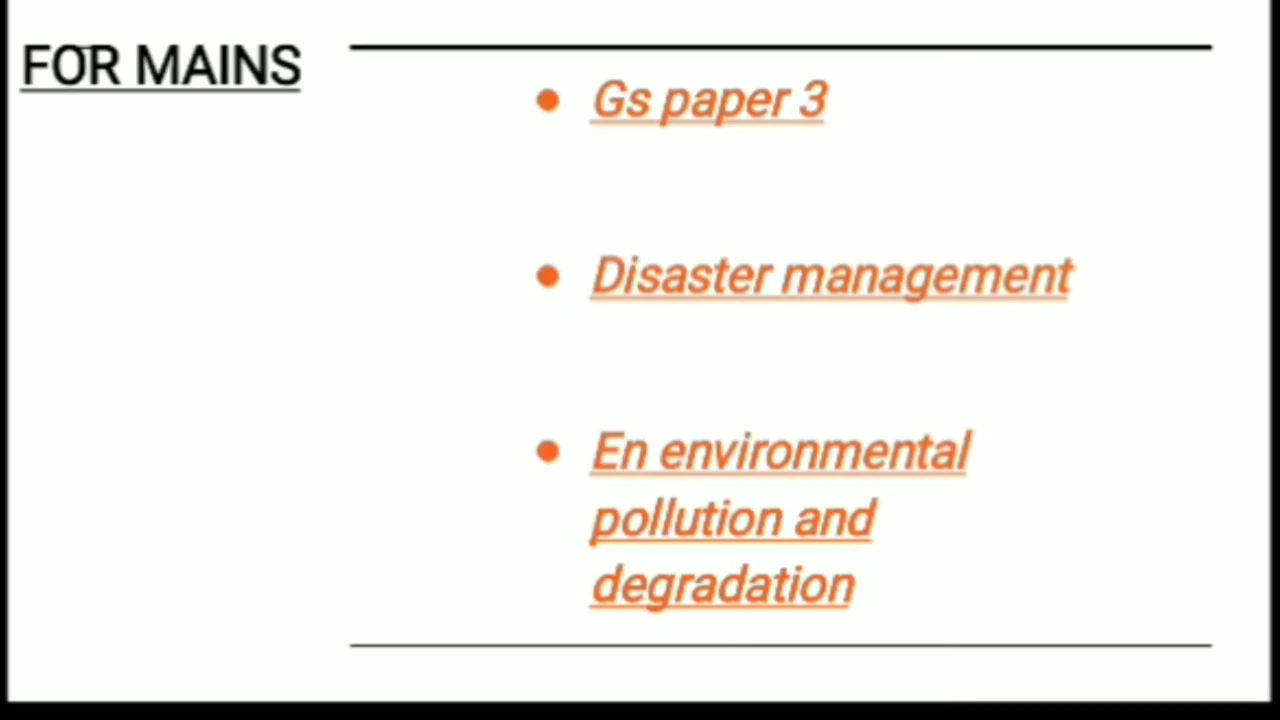 FOR MAINS
Gs paper 3
Disaster management
En environmental
pollution and
degradation